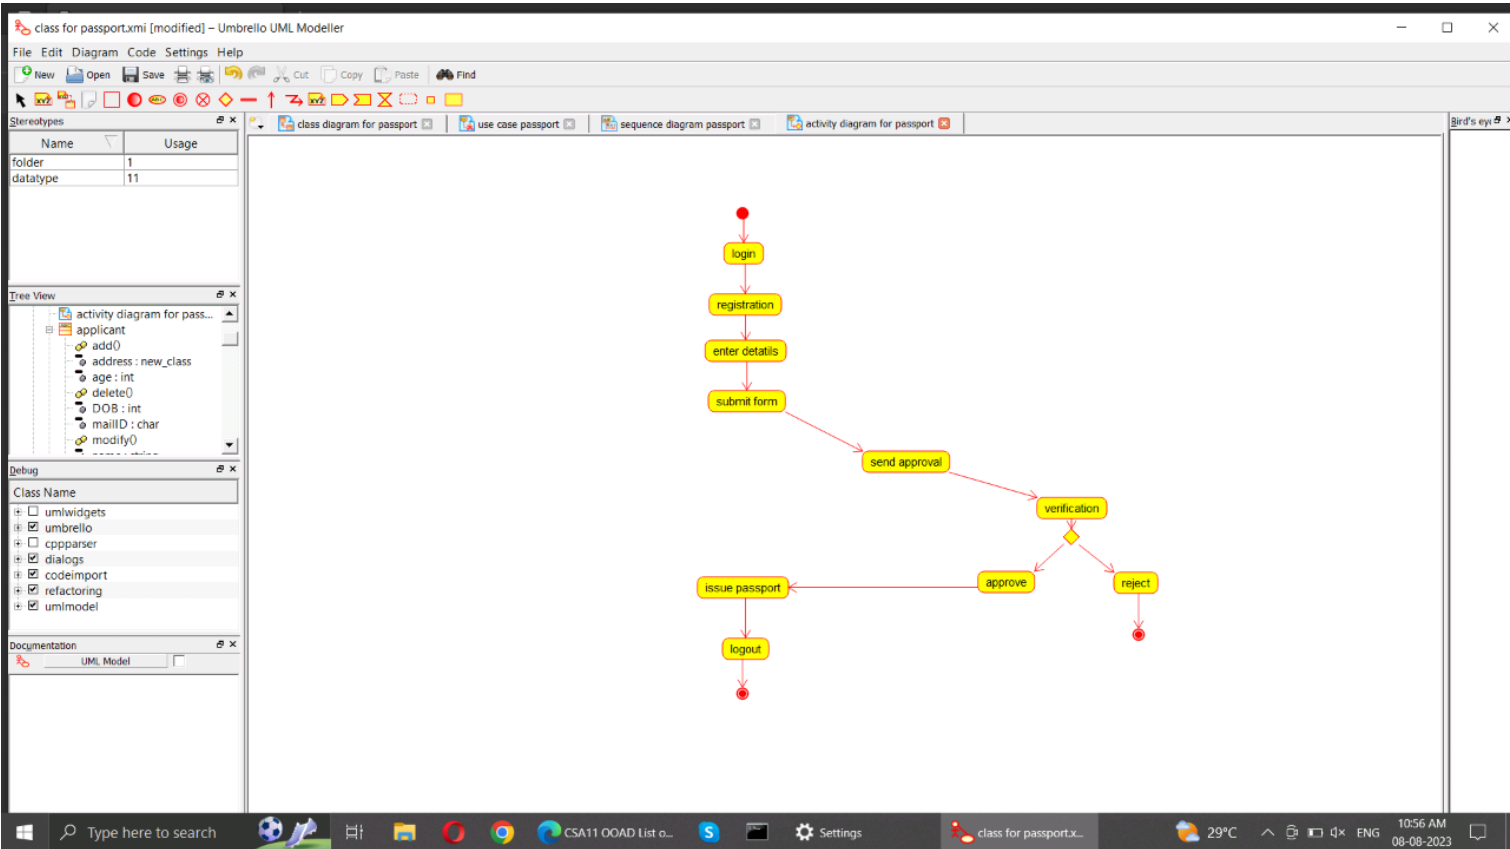 class for passport.xmi [modified] – Umbrello UML Modeller
File Edit Diagram Code Settings Help
New Open Save Cut Copy Paste Find
Stereotypes
class diagram for passport use case passport sequence diagram passport activity diagram for passport
Bird's eye
Name Usage
folder 1
datatype 11
Tree View
activity diagram for pass...
applicant
add()
address : new_class
age : int
delete()
DOB : int
mailID : char
modify()
Debug
Class Name
umlwidgets
umbrello
cppparser
dialogs
codeimport
refactoring
umlmodel
Documentation
UML Model
login
registration
enter detatils
submit form
send approval
verification
approve
reject
issue passport
logout
Type here to search
CSA11 OOAD List o...
Settings
class for passport.x...
29°C
ENG
10:56 AM
08-08-2023